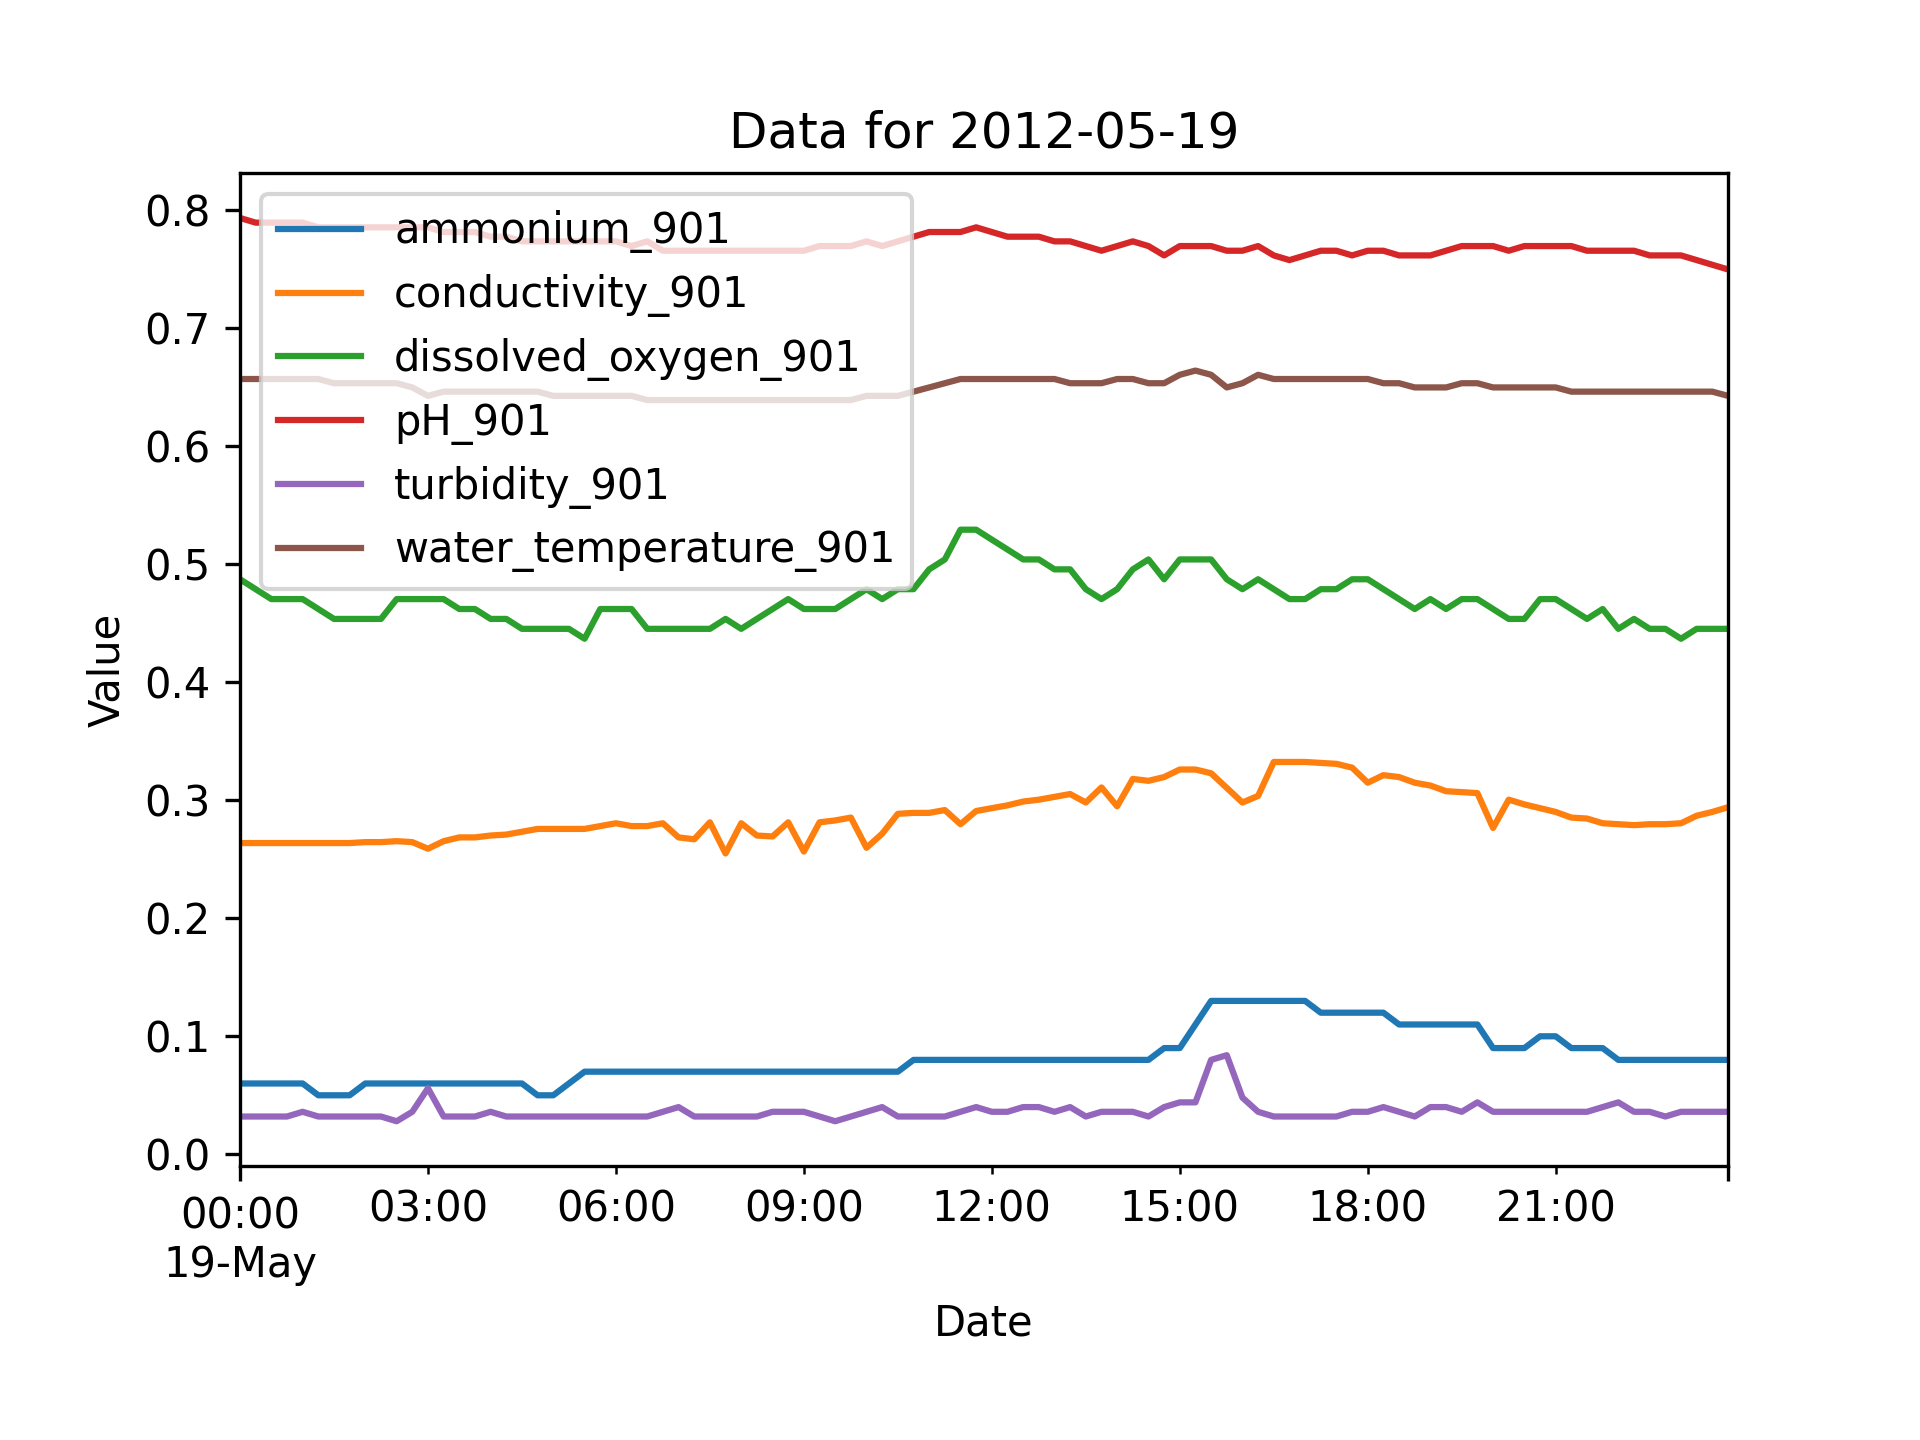 Data for 2012-05-19
0.8
0.7
0.6
0.5
0.4
0.3
0.2
0.1
0.0
Value
ammonium_901
conductivity_901
dissolved_oxygen_901
pH_901
turbidity_901
water_temperature_901
00:00 03:00 06:00 09:00 12:00 15:00 18:00 21:00
19-May
Date